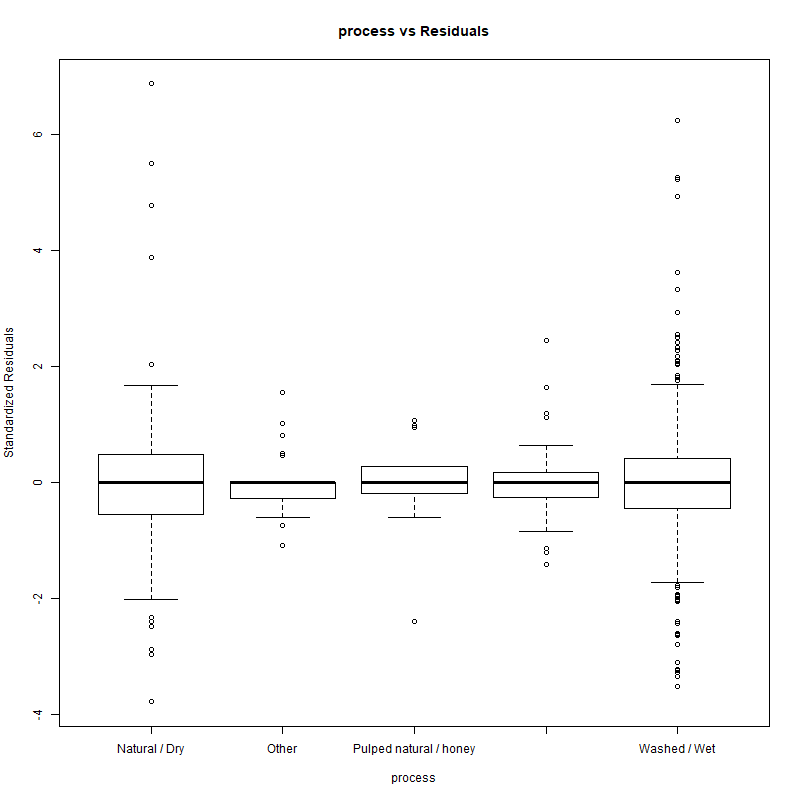 process vs Residuals
Standardized Residuals
6
4
2
0
-2
-4
Natural / Dry Other Pulped natural / honey Washed / Wet
process